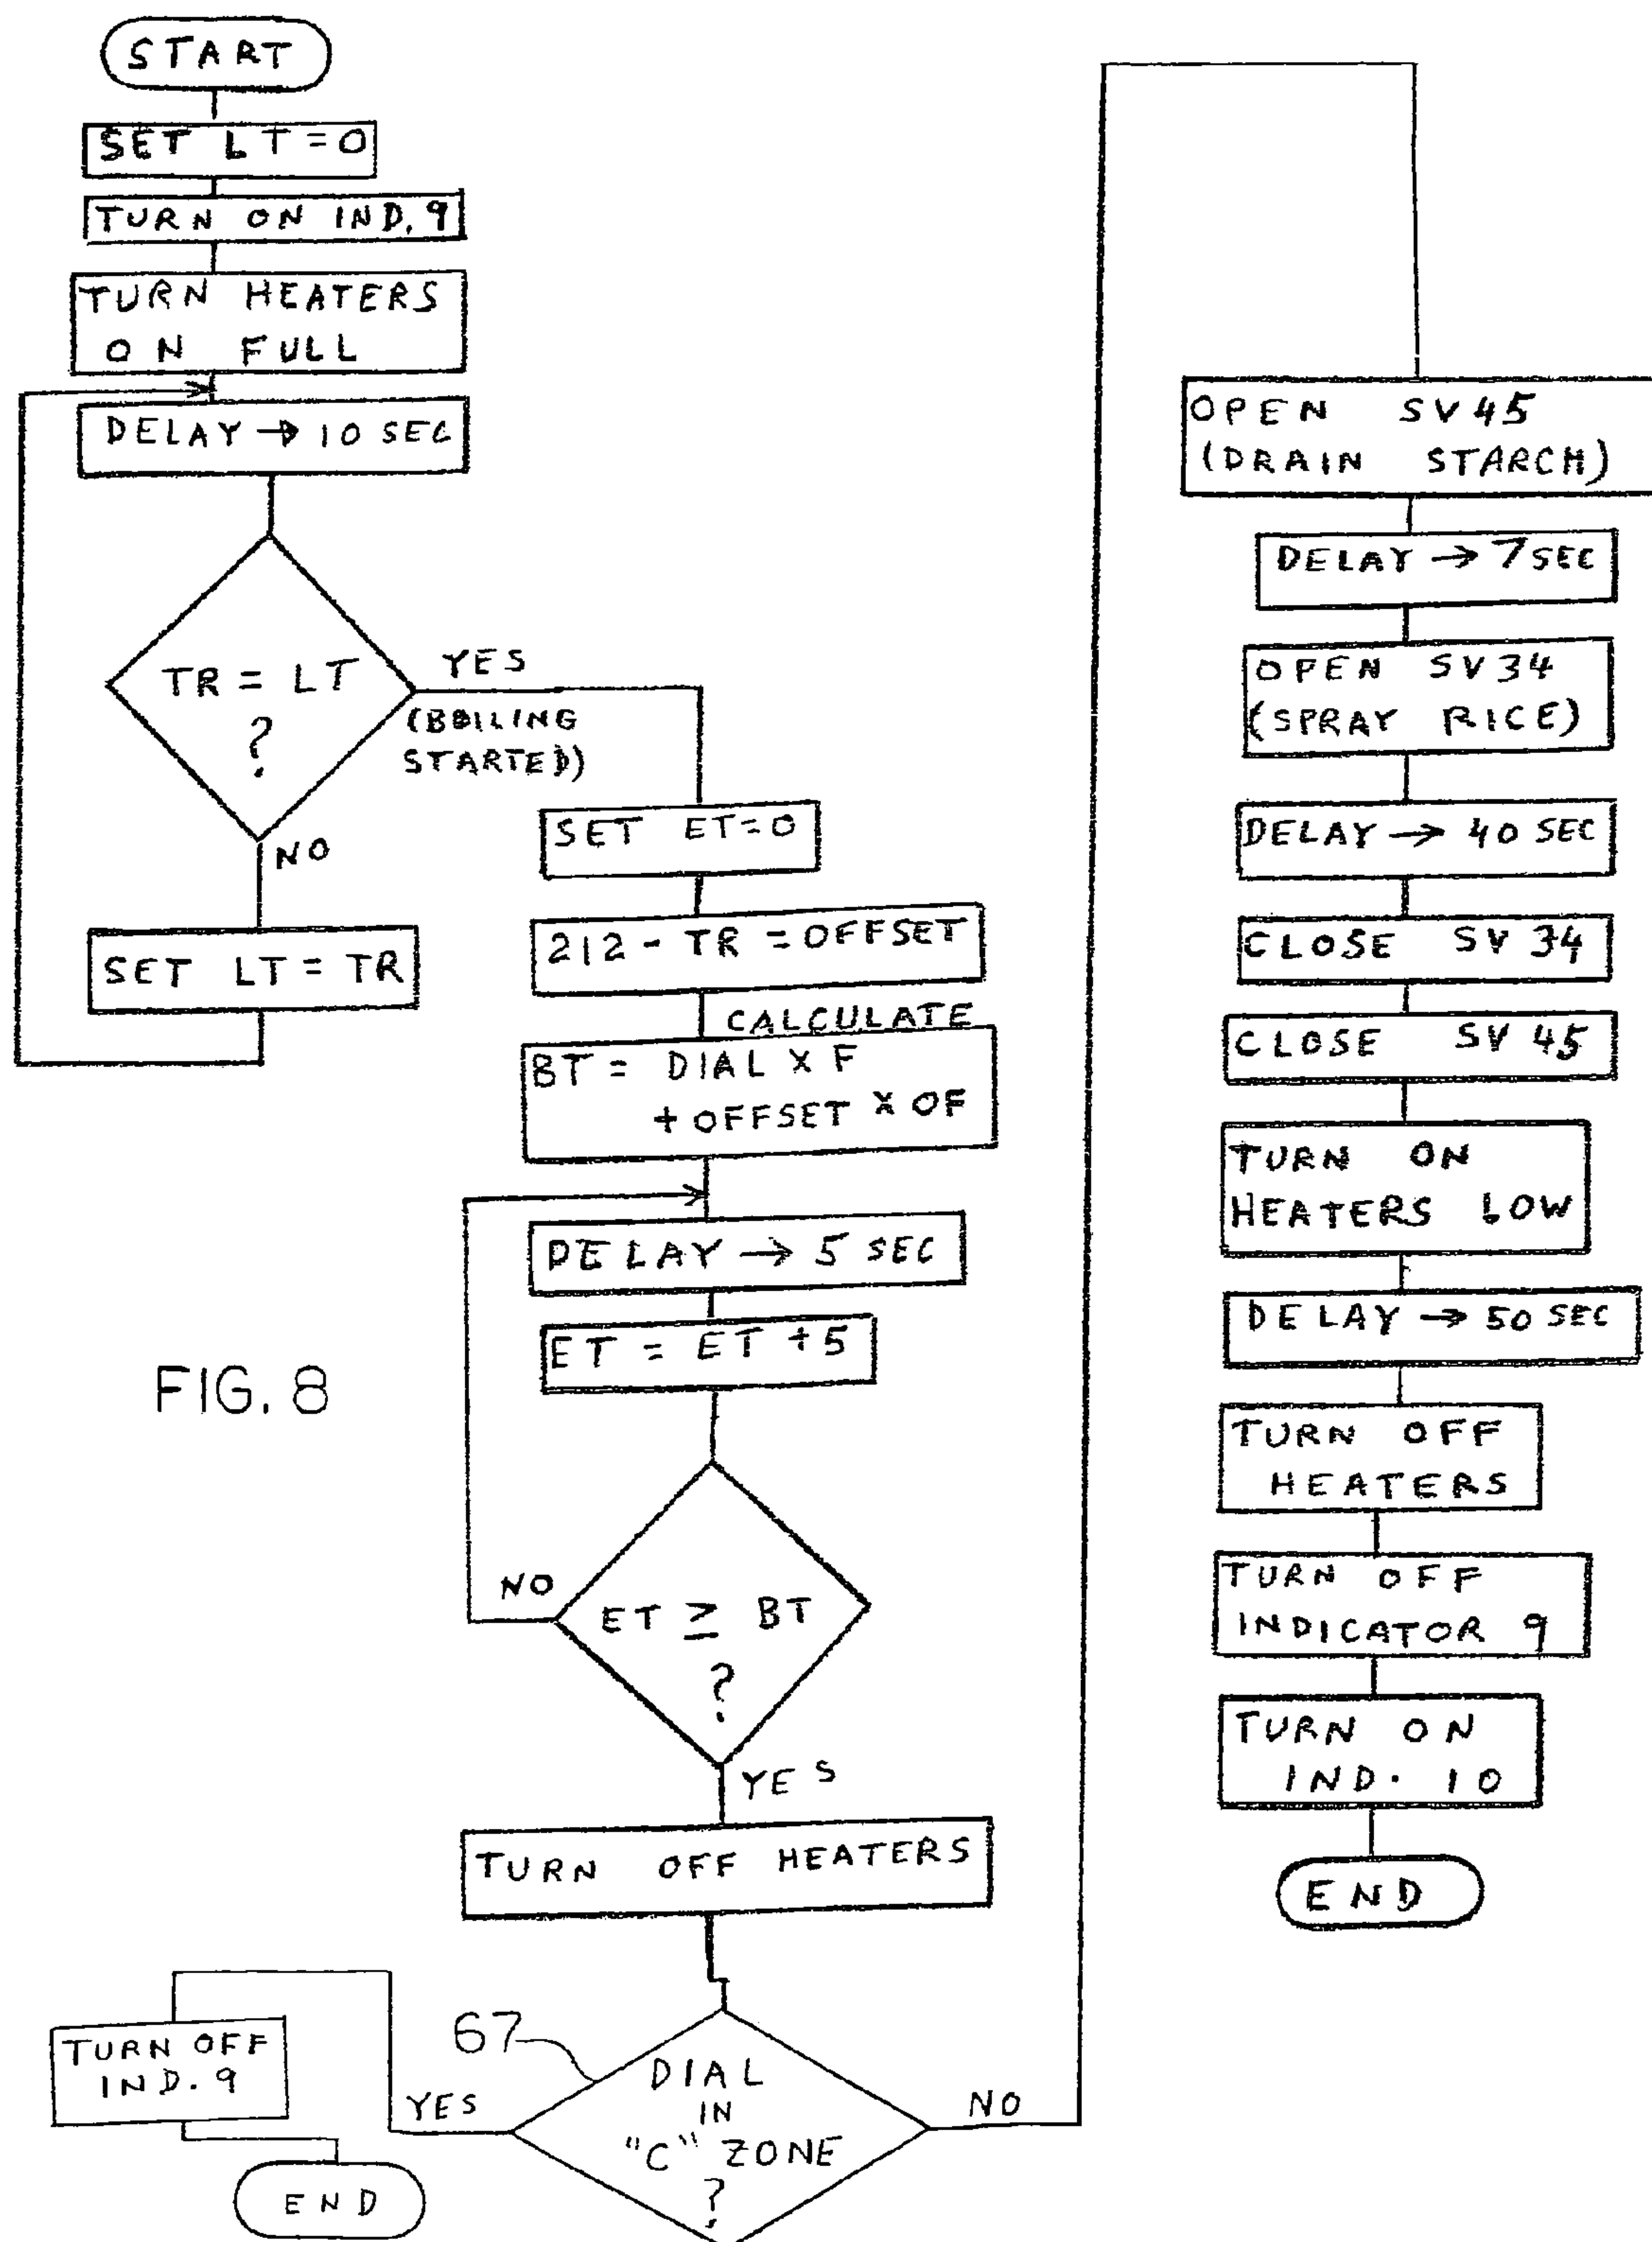 START
SET LT = 0
TURN ON IND. 9
TURN HEATERS
ON FULL
DELAY → 10 SEC
TR = LT
?
YES
(BOILING
STARTED)
NO
SET LT = TR
SET ET = 0
212 - TR = OFFSET
CALCULATE
BT = DIAL X F
+ OFFSET X OF
DELAY → 5 SEC
ET = ET + 5
NO
ET ≥ BT
?
YES
TURN OFF HEATERS
67
DIAL
IN
"C" ZONE
?
YES
TURN OFF
IND. 9
END
NO
OPEN SV 45
(DRAIN STARCH)
DELAY → 7 SEC
OPEN SV 34
(SPRAY RICE)
DELAY → 40 SEC
CLOSE SV 34
CLOSE SV 45
TURN ON
HEATERS LOW
DELAY → 50 SEC
TURN OFF
HEATERS
TURN OFF
INDICATOR 9
TURN ON
IND. 10
END
FIG. 8